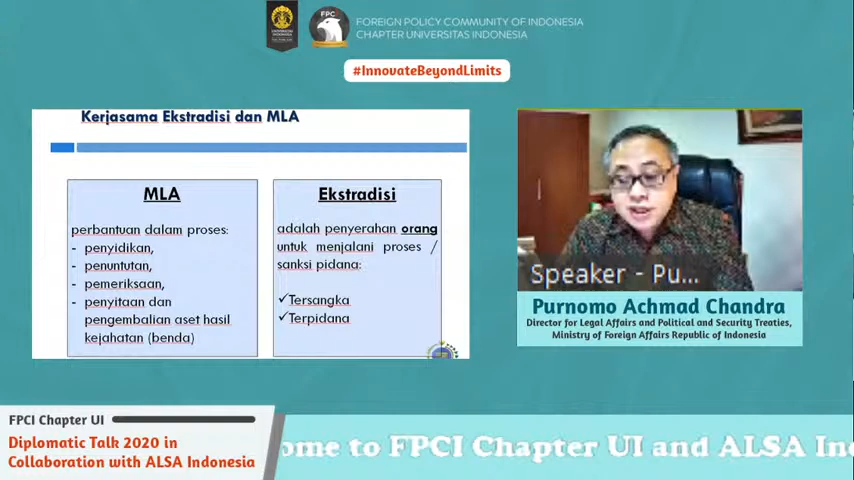 FPC
FOREIGN POLICY COMMUNITY OF INDONESIA
CHAPTER UNIVERSITAS INDONESIA
#InnovateBeyondLimits
Kerjasama Ekstradisi dan MLA
MLA
perbantuan dalam proses:
- penyidikan,
- penuntutan,
- pemeriksaan,
- penyitaan dan
pengembalian aset hasil
kejahatan (benda)
Ekstradisi
adalah penyerahan orang
untuk menjalani proses /
sanksi pidana:
✓Tersangka
✓Terpidana
Speaker - Pu...
Purnomo Achmad Chandra
Director for Legal Affairs and Political and Security Treaties,
Ministry of Foreign Affairs Republic of Indonesia
FPCI Chapter UI
Diplomatic Talk 2020 in
Collaboration with ALSA Indonesia
ome to FPCI Chapter UI and ALSA Ind